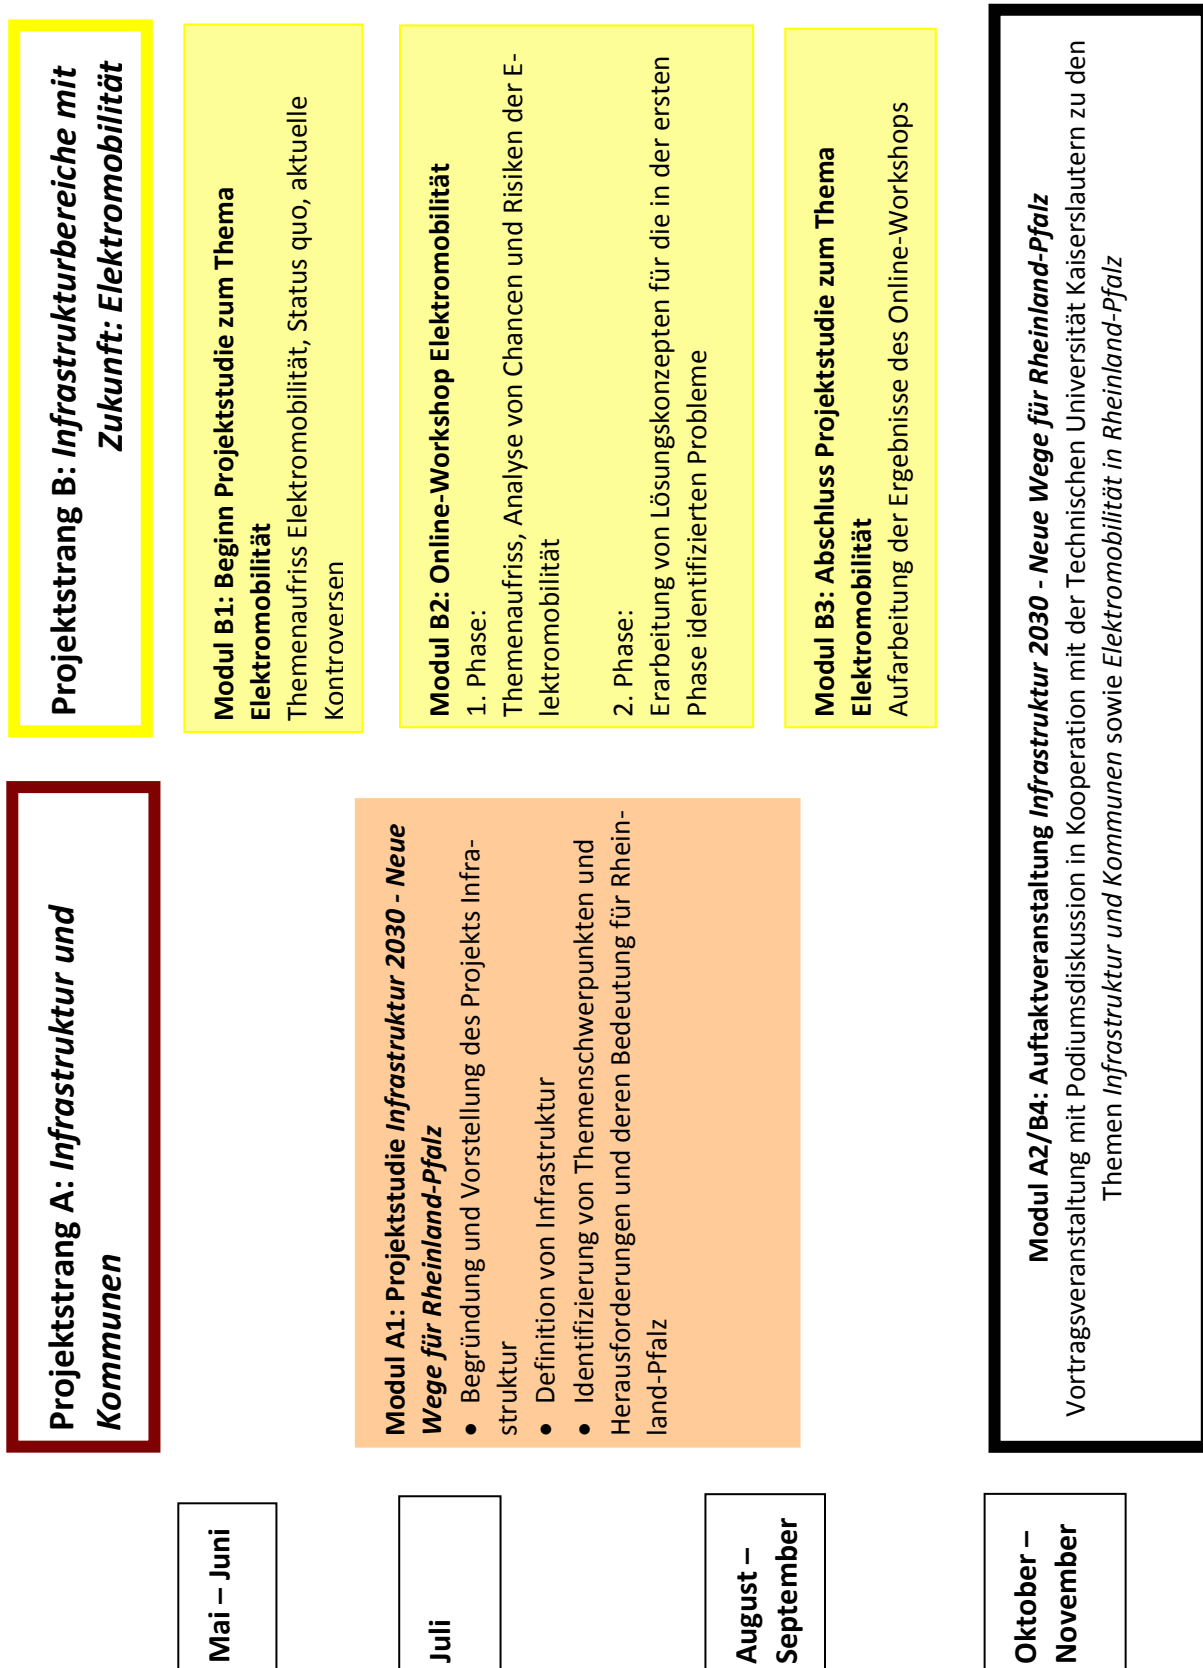 Projektstrang A: Infrastruktur und
Kommunen
Projektstrang B: Infrastrukturbereiche mit
Zukunft: Elektromobilität
Mai – Juni
Modul B1: Beginn Projektstudie zum Thema
Elektromobilität
Themenaufriss Elektromobilität, Status quo, aktuelle
Kontroversen
Juli
Modul A1: Projektstudie Infrastruktur 2030 - Neue
Wege für Rheinland-Pfalz
● Begründung und Vorstellung des Projekts Infra-
struktur
● Definition von Infrastruktur
● Identifizierung von Themenschwerpunkten und
Herausforderungen und deren Bedeutung für Rhein-
land-Pfalz
Modul B2: Online-Workshop Elektromobilität
1. Phase:
Themenaufriss, Analyse von Chancen und Risiken der E-
lektromobilität
2. Phase:
Erarbeitung von Lösungskonzepten für die in der ersten
Phase identifizierten Probleme
August –
September
Modul B3: Abschluss Projektstudie zum Thema
Elektromobilität
Aufarbeitung der Ergebnisse des Online-Workshops
Oktober –
November
Modul A2/B4: Auftaktveranstaltung Infrastruktur 2030 - Neue Wege für Rheinland-Pfalz
Vortragsveranstaltung mit Podiumsdiskussion in Kooperation mit der Technischen Universität Kaiserslautern zu den
Themen Infrastruktur und Kommunen sowie Elektromobilität in Rheinland-Pfalz